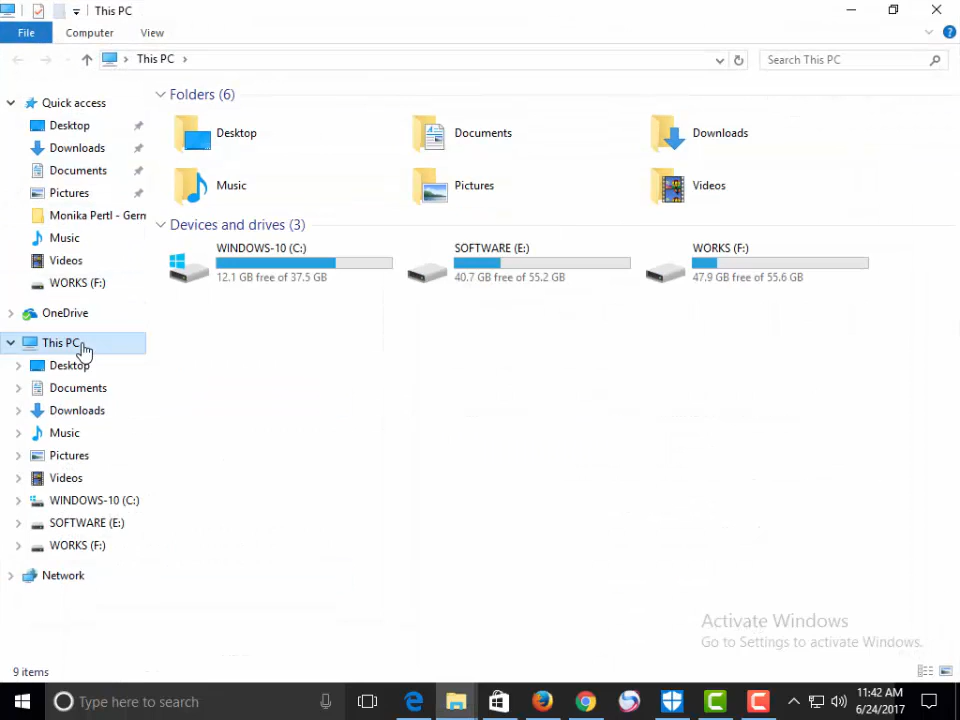 This PC
File Computer View
This PC
Search This PC
Quick access
Desktop
Downloads
Documents
Pictures
Monika Pertl - Germ
Music
Videos
WORKS (F:)
OneDrive
This PC
Desktop
Documents
Downloads
Music
Pictures
Videos
WINDOWS-10 (C:)
SOFTWARE (E:)
WORKS (F:)
Network
Folders (6)
Desktop
Documents
Downloads
Music
Pictures
Videos
Devices and drives (3)
WINDOWS-10 (C:)
12.1 GB free of 37.5 GB
SOFTWARE (E:)
40.7 GB free of 55.2 GB
WORKS (F:)
47.9 GB free of 55.6 GB
Activate Windows
Go to Settings to activate Windows.
9 items
Type here to search
11:42 AM
6/24/2017